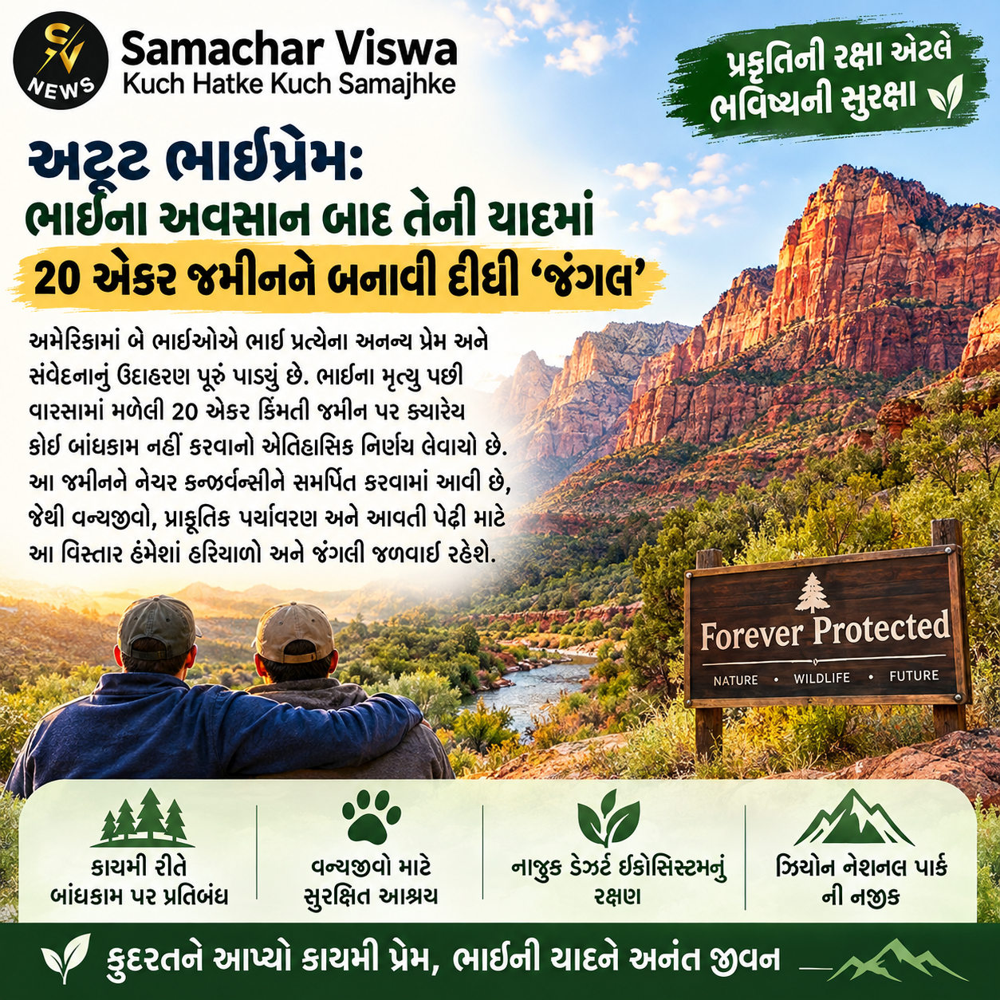 SV
NEWS
Samachar Viswa
Kuch Hatke Kuch Samajhke
પ્રકૃતિની રક્ષા એટલે
ભવિષ્યની સુરક્ષા
અટૂટ ભાઈપ્રેમ:
ભાઈના અવસાન બાદ તેની યાદમાં
20 એકર જમીનને બનાવી દીધી ‘જંગલ’
અમેરિકામાં બે ભાઈઓએ ભાઈ પ્રત્યેના અનન્ય પ્રેમ અને
સંવેદનાનું ઉદાહરણ પૂરું પાડ્યું છે. ભાઈના મૃત્યુ પછી
વારસામાં મળેલી 20 એકર કિંમતી જમીન પર ક્યારેય
કોઈ બાંધકામ નહીં કરવાનો એતિહાસિક નિર્ણય લેવાયો છે.
આ જમીનને નેચર કન્ઝર્વન્સીને સમર્પિત કરવામાં આવી છે,
જેથી વન્યજીવો, પ્રાકૃતિક પર્યાવરણ અને આવતી પેઢી માટે
આ વિસ્તાર હંમેશાં હરિયાળો અને જંગલી જળવાઈ રહેશે.
Forever Protected
NATURE • WILDLIFE • FUTURE
કાયમી રીતે
બાંધકામ પર પ્રતિબંધ
વન્યજીવો માટે
સુરક્ષિત આશ્રય
નાજુક ડેઝર્ટ ઈકોસિસ્ટમનું
રક્ષણ
ઝિયોન નેશનલ પાર્ક
ની નજીક
કુદરતને આપ્યો કાયમી પ્રેમ, ભાઈની યાદને અનંત જીવન